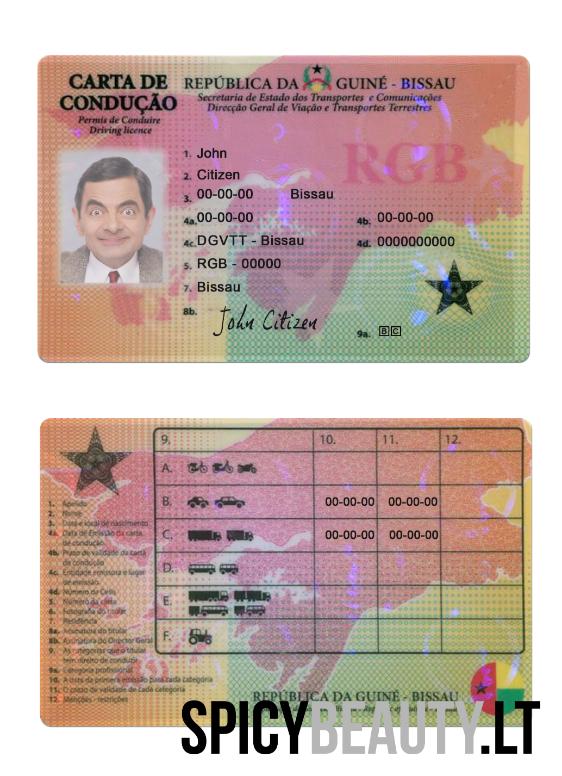 CARTA DE
CONDUÇÃO
Permis de Conduire
Driving licence
REPÚBLICA DA GUINÉ - BISSAU
Secretaria de Estado dos Transportes e Comunicações
Direcção Geral de Viação e Transportes Terrestres
RGB
1. John
2. Citizen
3. 00-00-00 Bissau
4a. 00-00-00 4b. 00-00-00
4c. DGVTT - Bissau 4d. 0000000000
5. RGB - 00000
7. Bissau
8b. John Citizen
9a. B C
9. 10. 11. 12.
A.
B. 00-00-00 00-00-00
C. 00-00-00 00-00-00
D.
E.
F.
1. Apelido
2. Nome
3. Data e local de nascimento
4a. Data de Emissão da carta
de condução
4b. Prazo de validade da carta
de condução
4c. Entidade emissora e lugar
de emissão
4d. Número da Cells
5. Número da carta
6. Fotografia do titular
7. Residência
8a. Assinatura do titular
8b. Assinatura do Director Geral
9. As categorias que o titular
tem direito de conduzir
9a. Categoria profissional
10. A data da primeira emissão para cada categoria
11. O prazo de validade de cada categoria
12. Menções - restrições
REPÚBLICA DA GUINÉ - BISSAU
SPICYBEAUTY.LT